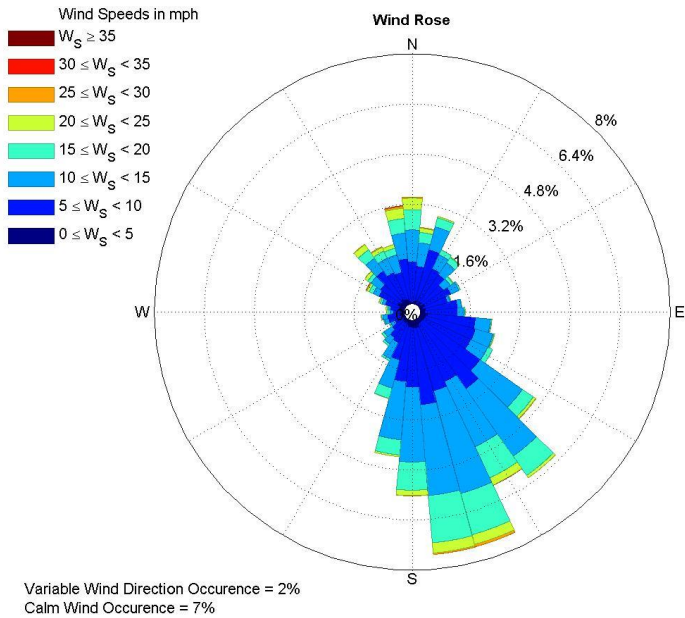 Wind Speeds in mph
W_S ≥ 35
30 ≤ W_S < 35
25 ≤ W_S < 30
20 ≤ W_S < 25
15 ≤ W_S < 20
10 ≤ W_S < 15
5 ≤ W_S < 10
0 ≤ W_S < 5
Wind Rose
N
8%
6.4%
4.8%
3.2%
1.6%
0%
W
E
S
Variable Wind Direction Occurence = 2%
Calm Wind Occurence = 7%